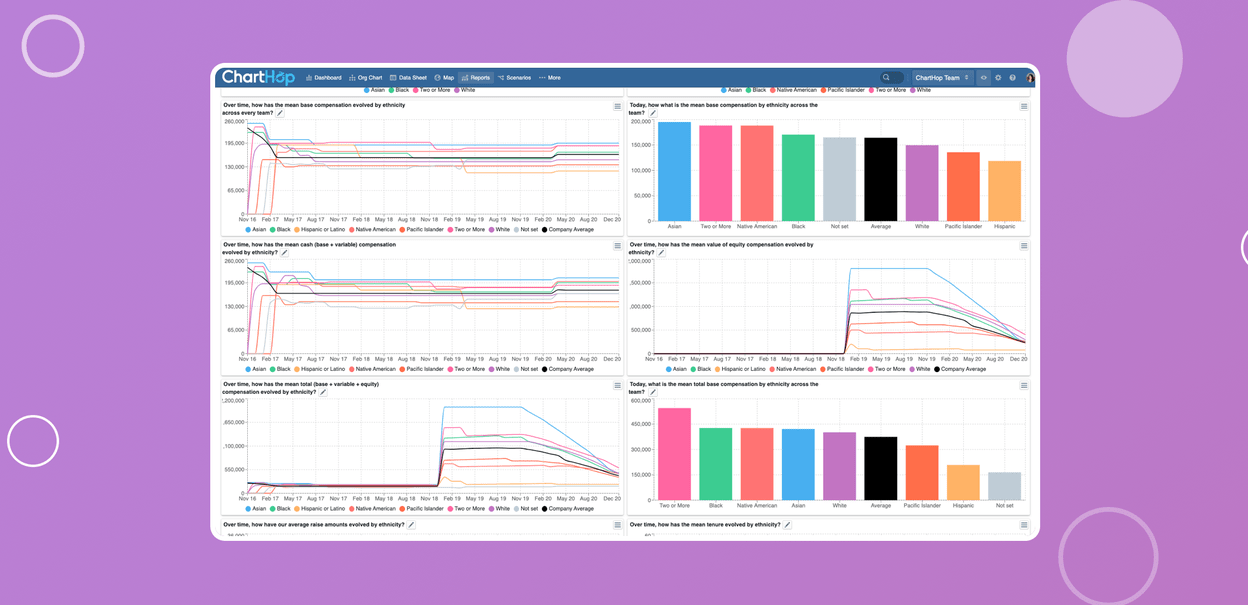 ChartHop Dashboard Org Chart Data Sheet Map Reports Scenarios More ChartHop Team
Asian Black Two or More White
Asian Black Native American Pacific Islander Two or More White
Over time, how has the mean base compensation evolved by ethnicity
across every team?
260,000
195,000
130,000
65,000
0
Nov 16 Feb 17 May 17 Aug 17 Nov 17 Feb 18 May 18 Aug 18 Nov 18 Feb 19 May 19 Aug 19 Nov 19 Feb 20 May 20 Aug 20 Dec 20
Asian Black Hispanic or Latino Native American Pacific Islander Two or More White Not set Company Average
Today, how what is the mean base compensation by ethnicity across the
team?
200,000
150,000
100,000
50,000
0
Asian Two or More Native American Black Not set Average White Pacific Islander Hispanic
Over time, how has the mean cash (base + variable) compensation
evolved by ethnicity?
260,000
195,000
130,000
65,000
0
Nov 16 Feb 17 May 17 Aug 17 Nov 17 Feb 18 May 18 Aug 18 Nov 18 Feb 19 May 19 Aug 19 Nov 19 Feb 20 May 20 Aug 20 Dec 20
Asian Black Hispanic or Latino Native American Pacific Islander Two or More White Not set Company Average
Over time, how has the mean value of equity compensation evolved by
ethnicity?
,000,000
,500,000
,000,000
500,000
0
Nov 16 Feb 17 May 17 Aug 17 Nov 17 Feb 18 May 18 Aug 18 Nov 18 Feb 19 May 19 Aug 19 Nov 19 Feb 20 May 20 Aug 20 Dec 20
Asian Black Hispanic or Latino Native American Pacific Islander Two or More White Company Average
Over time, how has the mean total (base + variable + equity)
compensation evolved by ethnicity?
,200,000
,650,000
,100,000
550,000
0
Nov 16 Feb 17 May 17 Aug 17 Nov 17 Feb 18 May 18 Aug 18 Nov 18 Feb 19 May 19 Aug 19 Nov 19 Feb 20 May 20 Aug 20 Dec 20
Asian Black Hispanic or Latino Native American Pacific Islander Two or More White Not set Company Average
Today, what is the mean total base compensation by ethnicity across the
team?
600,000
450,000
300,000
150,000
0
Two or More Black Native American Asian White Average Pacific Islander Hispanic Not set
Over time, how have our average raise amounts evolved by ethnicity?
Over time, how has the mean tenure evolved by ethnicity?